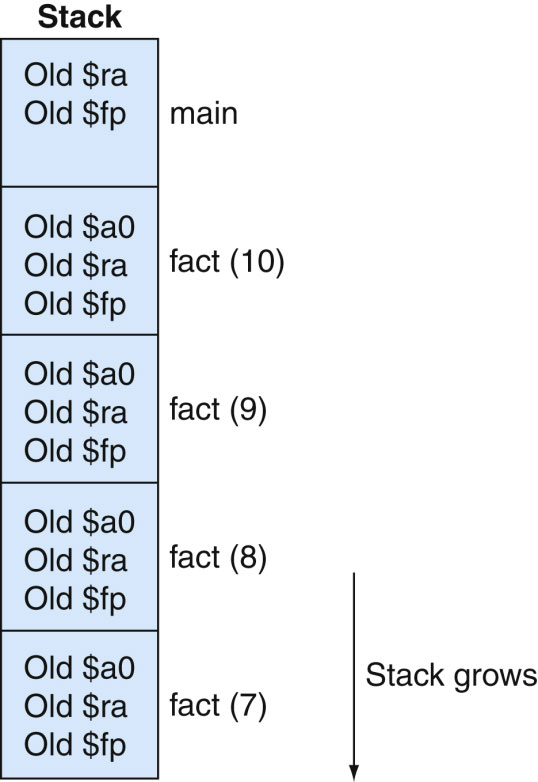 Stack
Old $ra
Old $fp
main
Old $a0
Old $ra
Old $fp
fact (10)
Old $a0
Old $ra
Old $fp
fact (9)
Old $a0
Old $ra
Old $fp
fact (8)
Old $a0
Old $ra
Old $fp
fact (7)
Stack grows